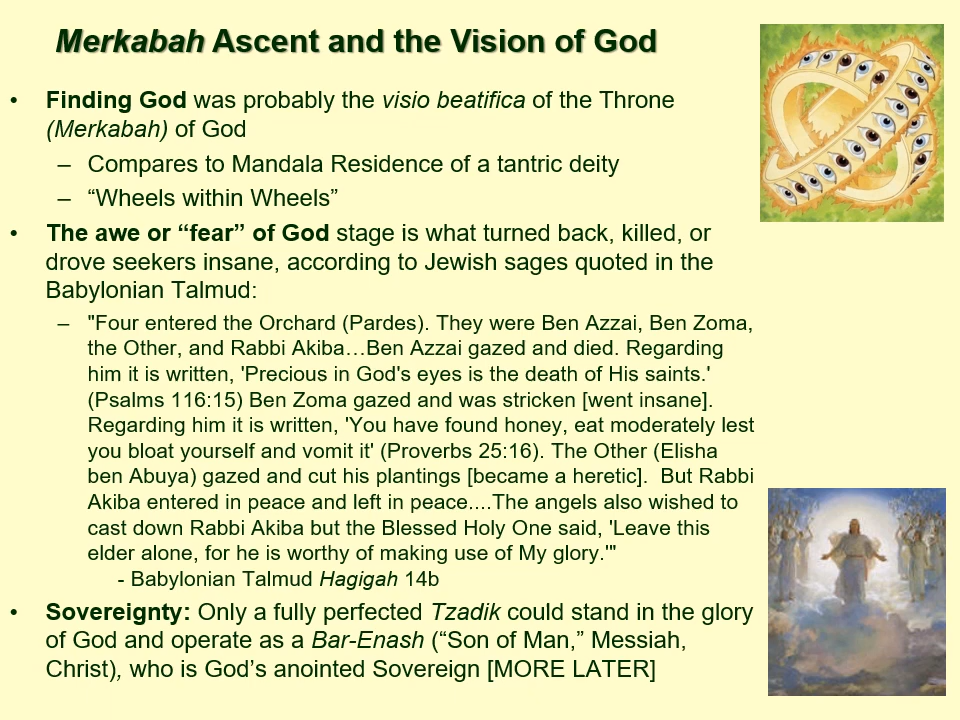 Merkabah Ascent and the Vision of God
• Finding God was probably the visio beatifica of the Throne
(Merkabah) of God
– Compares to Mandala Residence of a tantric deity
– “Wheels within Wheels”
• The awe or “fear” of God stage is what turned back, killed, or
drove seekers insane, according to Jewish sages quoted in the
Babylonian Talmud:
– "Four entered the Orchard (Pardes). They were Ben Azzai, Ben Zoma,
the Other, and Rabbi Akiba…Ben Azzai gazed and died. Regarding
him it is written, 'Precious in God's eyes is the death of His saints.'
(Psalms 116:15) Ben Zoma gazed and was stricken [went insane].
Regarding him it is written, 'You have found honey, eat moderately lest
you bloat yourself and vomit it' (Proverbs 25:16). The Other (Elisha
ben Abuya) gazed and cut his plantings [became a heretic].  But Rabbi
Akiba entered in peace and left in peace....The angels also wished to
cast down Rabbi Akiba but the Blessed Holy One said, 'Leave this
elder alone, for he is worthy of making use of My glory.'"
- Babylonian Talmud Hagigah 14b
• Sovereignty: Only a fully perfected Tzadik could stand in the glory
of God and operate as a Bar-Enash (“Son of Man,” Messiah,
Christ), who is God’s anointed Sovereign [MORE LATER]